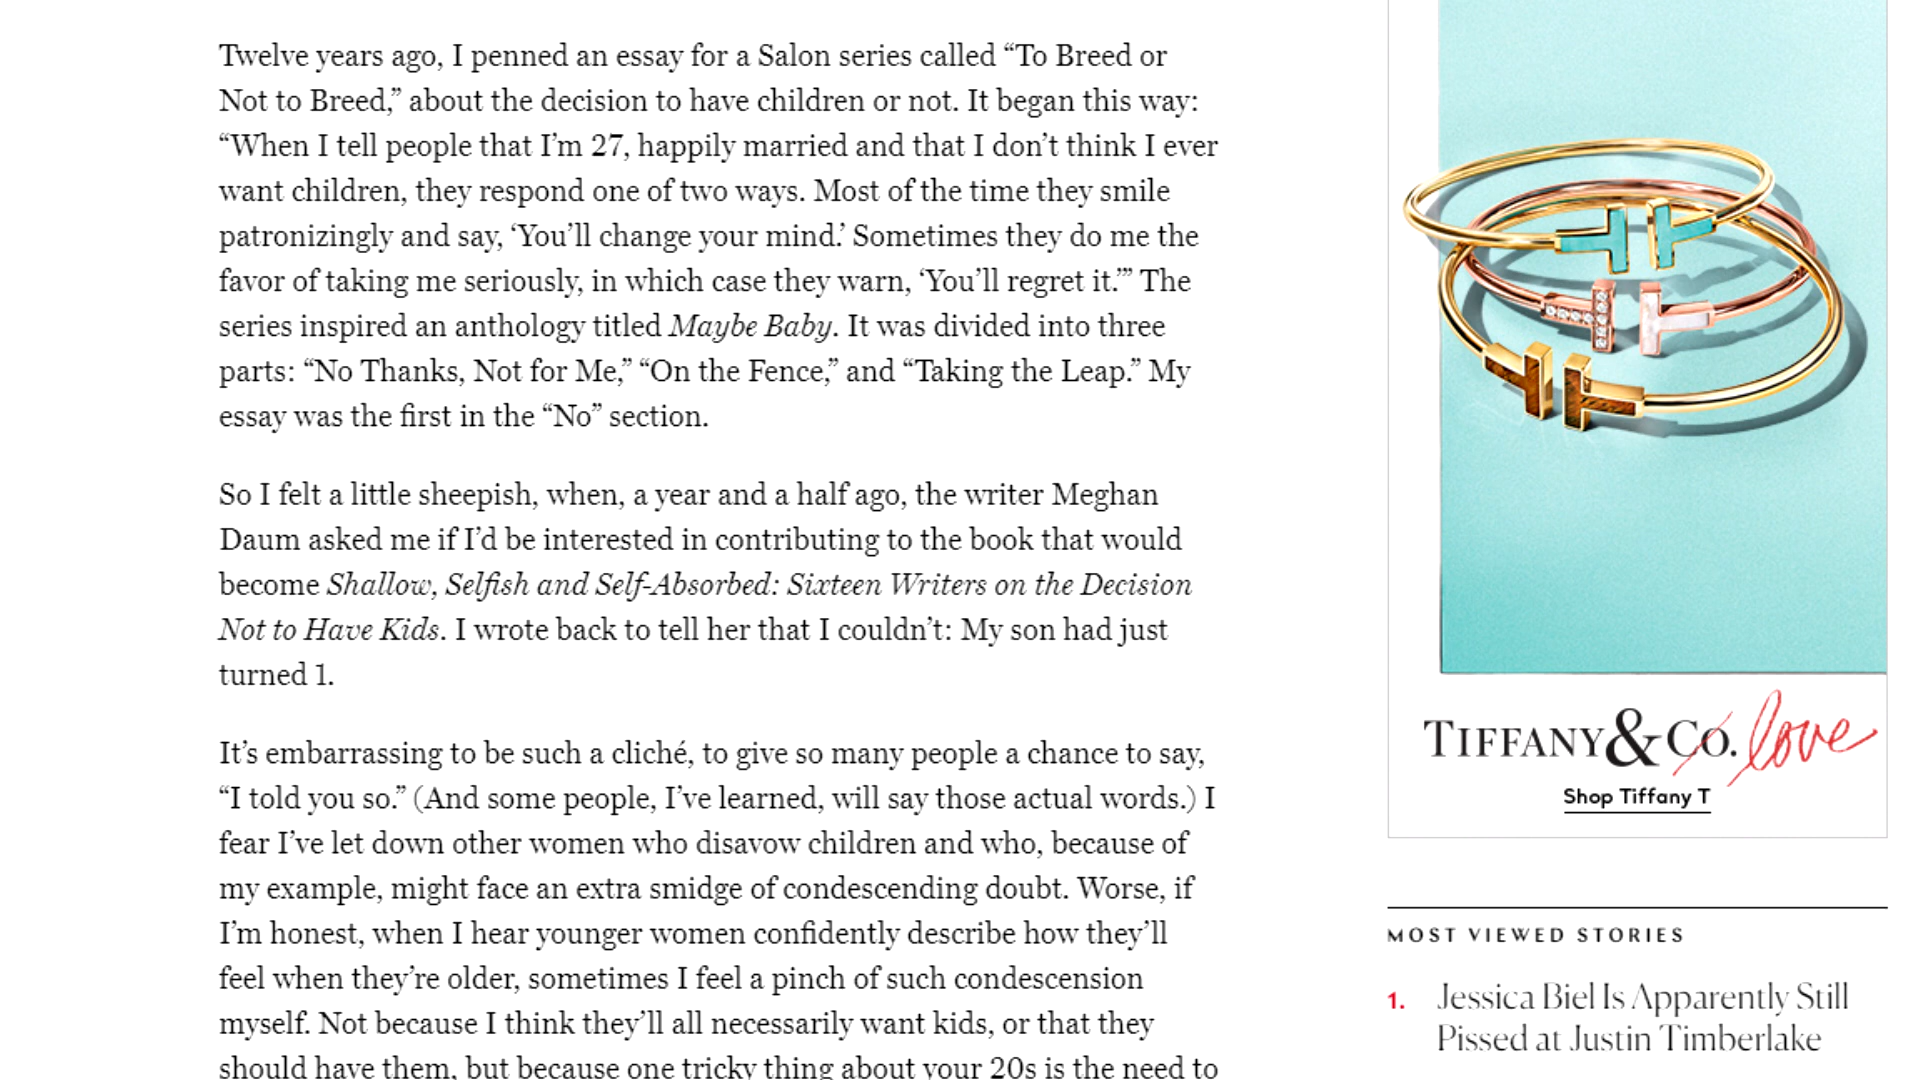 Twelve years ago, I penned an essay for a Salon series called “To Breed or
Not to Breed,” about the decision to have children or not. It began this way:
“When I tell people that I’m 27, happily married and that I don’t think I ever
want children, they respond one of two ways. Most of the time they smile
patronizingly and say, ‘You’ll change your mind.’ Sometimes they do me the
favor of taking me seriously, in which case they warn, ‘You’ll regret it.’” The
series inspired an anthology titled Maybe Baby. It was divided into three
parts: “No Thanks, Not for Me,” “On the Fence,” and “Taking the Leap.” My
essay was the first in the “No” section.
So I felt a little sheepish, when, a year and a half ago, the writer Meghan
Daum asked me if I’d be interested in contributing to the book that would
become Shallow, Selfish and Self-Absorbed: Sixteen Writers on the Decision
Not to Have Kids. I wrote back to tell her that I couldn’t: My son had just
turned 1.
It’s embarrassing to be such a cliché, to give so many people a chance to say,
“I told you so.” (And some people, I’ve learned, will say those actual words.) I
fear I’ve let down other women who disavow children and who, because of
my example, might face an extra smidge of condescending doubt. Worse, if
I’m honest, when I hear younger women confidently describe how they’ll
feel when they’re older, sometimes I feel a pinch of such condescension
myself. Not because I think they’ll all necessarily want kids, or that they
should have them, but because one tricky thing about your 20s is the need to
TIFFANY & CO. love
Shop Tiffany T
MOST VIEWED STORIES
1. Jessica Biel Is Apparently Still
Pissed at Justin Timberlake